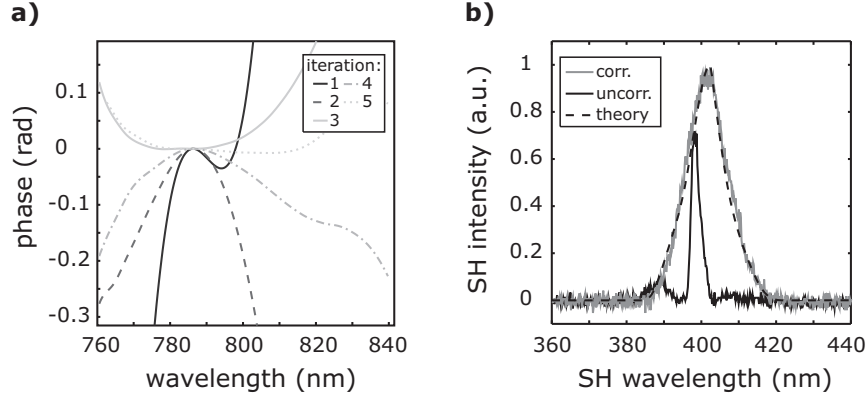 a)
phase (rad)
0.1
0
-0.1
-0.2
-0.3
iteration:
1 4
2 5
3
760 780 800 820 840
wavelength (nm)
b)
SH intensity (a.u.)
1
0.8
0.6
0.4
0.2
0
corr.
uncorr.
theory
360 380 400 420 440
SH wavelength (nm)